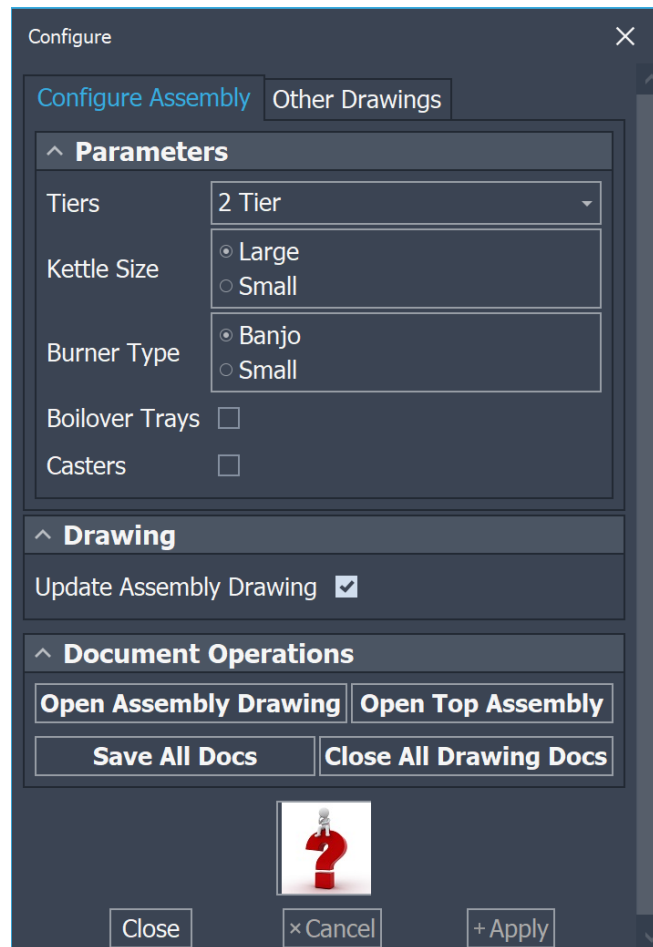 Configure
Configure Assembly Other Drawings
Parameters
Tiers 2 Tier
Kettle Size
Large
Small
Burner Type
Banjo
Small
Boilover Trays
Casters
Drawing
Update Assembly Drawing
Document Operations
Open Assembly Drawing Open Top Assembly
Save All Docs Close All Drawing Docs
?
Close × Cancel + Apply